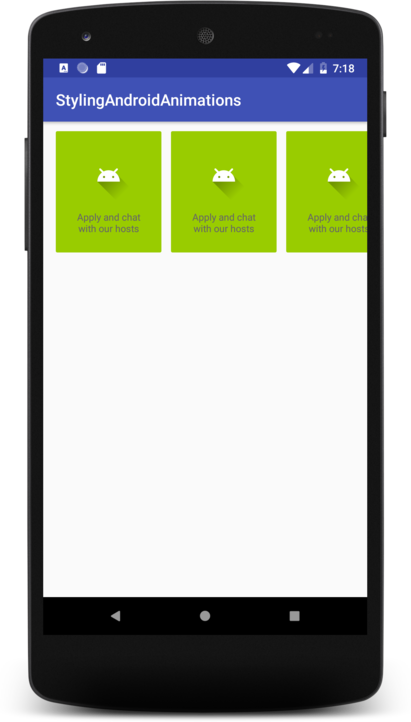 7:18
StylingAndroidAnimations
Apply and chat
with our hosts
Apply and chat
with our hosts
Apply and cha
with our hosts